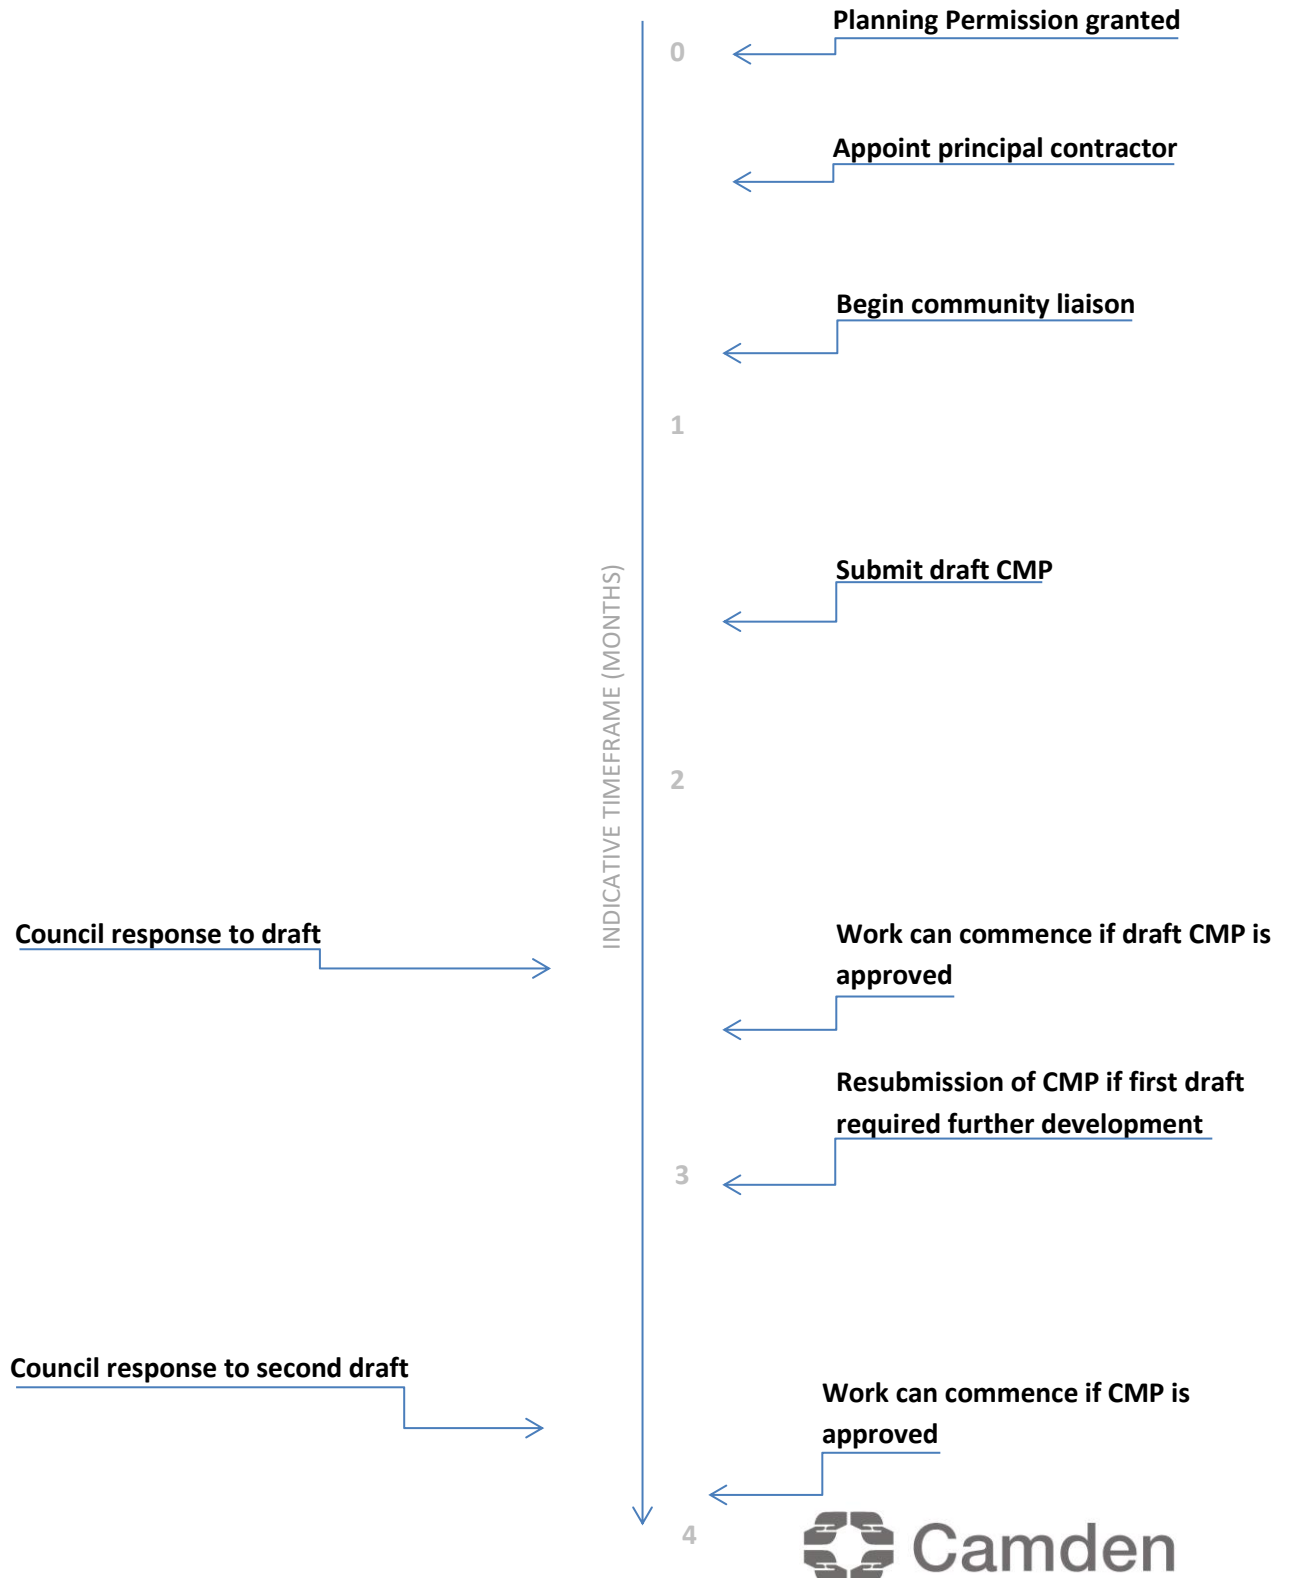 Planning Permission granted
0
Appoint principal contractor
Begin community liaison
1
Submit draft CMP
INDICATIVE TIMEFRAME (MONTHS)
2
Council response to draft
Work can commence if draft CMP is
approved
Resubmission of CMP if first draft
required further development
3
Council response to second draft
Work can commence if CMP is
approved
4
Camden